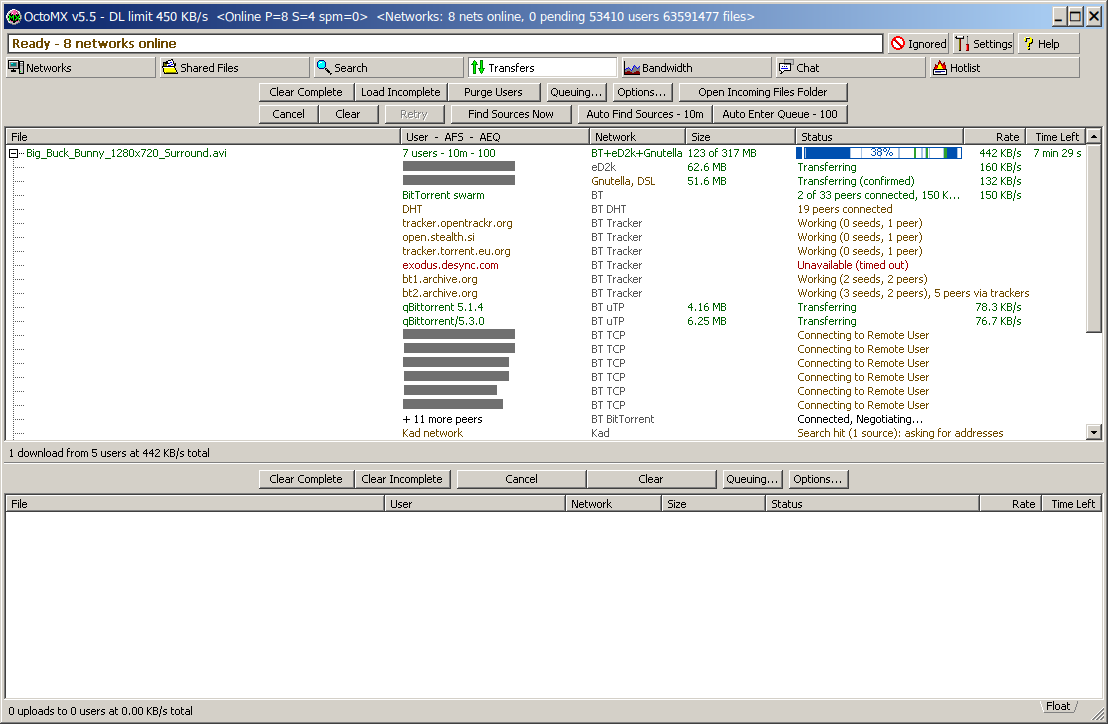 OctoMX v5.5 - DL limit 450 KB/s <Online P=8 S=4 spm=0> <Networks: 8 nets online, 0 pending 53410 users 63591477 files>
Ready - 8 networks online Ignored Settings ? Help
Networks Shared Files Search Transfers Bandwidth Chat Hotlist
Clear Complete Load Incomplete Purge Users Queuing... Options... Open Incoming Files Folder
Cancel Clear Retry Find Sources Now Auto Find Sources - 10m Auto Enter Queue - 100
File User - AFS - AEQ Network Size Status Rate Time Left
Big_Buck_Bunny_1280x720_Surround.avi 7 users - 10m - 100 BT+eD2k+Gnutella 123 of 317 MB 38% 442 KB/s 7 min 29 s
eD2k 62.6 MB Transferring 160 KB/s
Gnutella, DSL 51.6 MB Transferring (confirmed) 132 KB/s
BitTorrent swarm BT 2 of 33 peers connected, 150 K... 150 KB/s
DHT BT DHT 19 peers connected
tracker.opentrackr.org BT Tracker Working (0 seeds, 1 peer)
open.stealth.si BT Tracker Working (0 seeds, 1 peer)
tracker.torrent.eu.org BT Tracker Working (0 seeds, 1 peer)
exodus.desync.com BT Tracker Unavailable (timed out)
bt1.archive.org BT Tracker Working (2 seeds, 2 peers)
bt2.archive.org BT Tracker Working (3 seeds, 2 peers), 5 peers via trackers
qBittorrent 5.1.4 BT uTP 4.16 MB Transferring 78.3 KB/s
qBittorrent/5.3.0 BT uTP 6.25 MB Transferring 76.7 KB/s
BT TCP Connecting to Remote User
BT TCP Connecting to Remote User
BT TCP Connecting to Remote User
BT TCP Connecting to Remote User
BT TCP Connecting to Remote User
BT TCP Connecting to Remote User
+ 11 more peers BT BitTorrent Connected, Negotiating...
Kad network Kad Search hit (1 source): asking for addresses
1 download from 5 users at 442 KB/s total
Clear Complete Clear Incomplete Cancel Clear Queuing... Options...
File User Network Size Status Rate Time Left
0 uploads to 0 users at 0.00 KB/s total Float